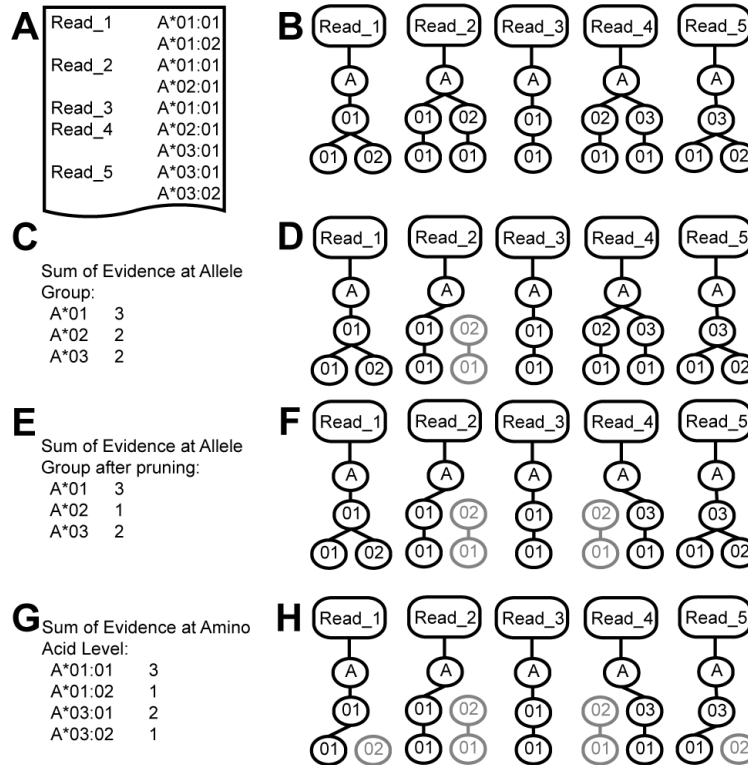 A
Read_1 A*01:01
A*01:02
Read_2 A*01:01
A*02:01
Read_3 A*01:01
Read_4 A*02:01
A*03:01
Read_5 A*03:01
A*03:02
B
Read_1 Read_2 Read_3 Read_4 Read_5
A A A A A
01 01 02 01 02 03 03
01 02 01 01 01 01 01 01 02
C
Sum of Evidence at Allele
Group:
A*01 3
A*02 2
A*03 2
D
Read_1 Read_2 Read_3 Read_4 Read_5
A A A A A
01 01 02 01 02 03 03
01 02 01 01 01 01 01 01 02
E
Sum of Evidence at Allele
Group after pruning:
A*01 3
A*02 1
A*03 2
F
Read_1 Read_2 Read_3 Read_4 Read_5
A A A A A
01 01 02 01 02 03 03
01 02 01 01 01 01 01 01 02
G
Sum of Evidence at Amino
Acid Level:
A*01:01 3
A*01:02 1
A*03:01 2
A*03:02 1
H
Read_1 Read_2 Read_3 Read_4 Read_5
A A A A A
01 01 02 01 02 03 03
01 02 01 01 01 01 01 01 02